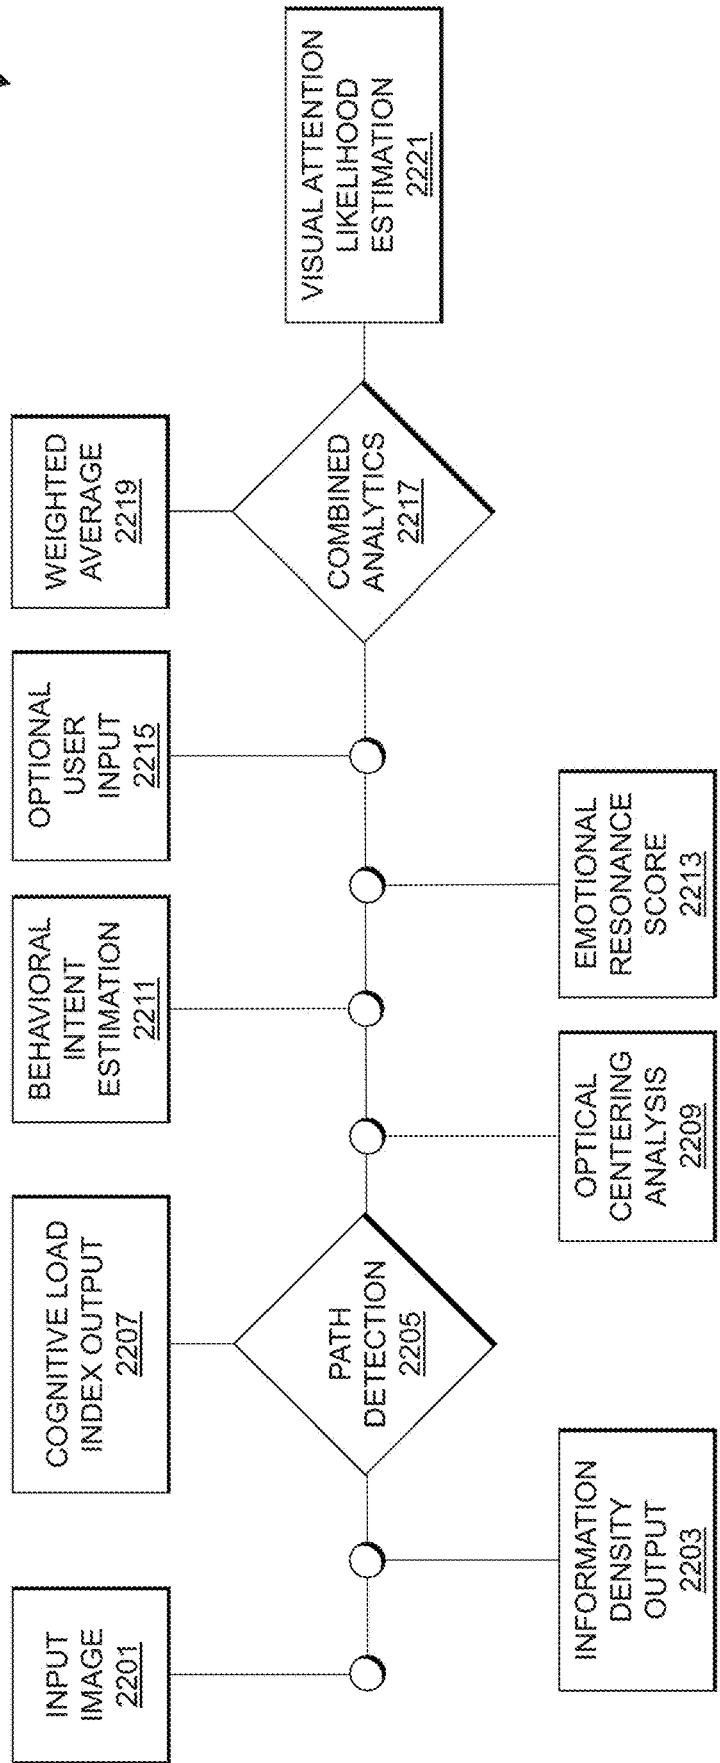 INPUT
IMAGE
2201
INFORMATION
DENSITY
OUTPUT
2203
PATH
DETECTION
2205
COGNITIVE LOAD
INDEX OUTPUT
2207
OPTICAL
CENTERING
ANALYSIS
2209
BEHAVIORAL
INTENT
ESTIMATION
2211
EMOTIONAL
RESONANCE
SCORE
2213
OPTIONAL
USER
INPUT
2215
COMBINED
ANALYTICS
2217
WEIGHTED
AVERAGE
2219
VISUAL ATTENTION
LIKELIHOOD
ESTIMATION
2221